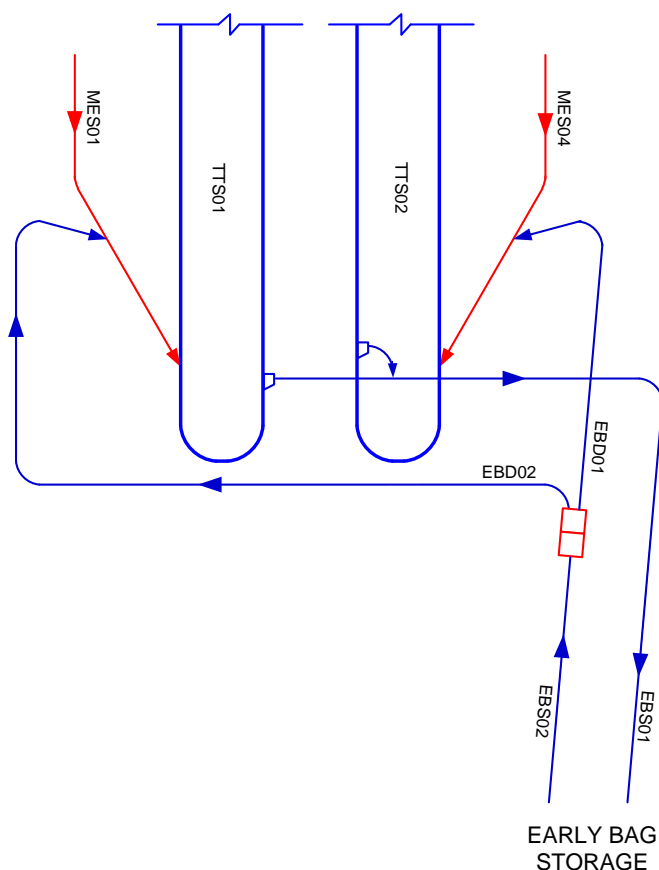 MES01
TTS01
TTS02
MES04
EBD01
EBD02
EBS02
EBS01
EARLY BAG
STORAGE